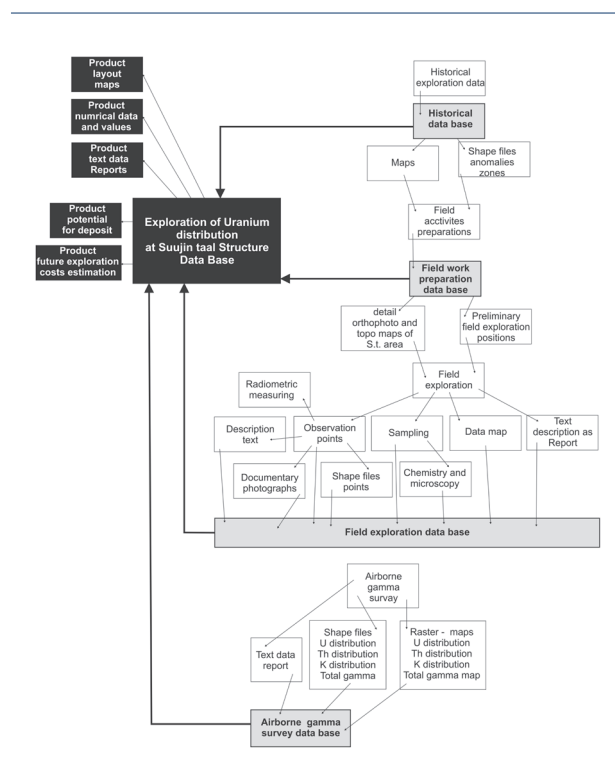 Product
layout
maps
Product
numrical data
and values
Product
text data
Reports
Product
potential
for deposit
Product
future exploration
costs estimation
Exploration of Uranium
distribution
at Suujin taal Structure
Data Base
Historical
exploration data
Historical
data base
Maps
Shape files
anomalies
zones
Field
acctivites
preparations
Field work
preparation
data base
detail
orthophoto and
topo maps of
S.t. area
Preliminary
field exploration
positions
Field
exploration
Radiometric
measuring
Description
text
Observation
points
Sampling
Data map
Text
description as
Report
Documentary
photographs
Shape files
points
Chemistry and
microscopy
Field exploration data base
Airborne
gamma
survey
Text data
report
Shape files
U distribution
Th distribution
K distribution
Total gamma
Raster - maps
U distribution
Th distribution
K distribution
Total gamma map
Airborne gamma
survey data base